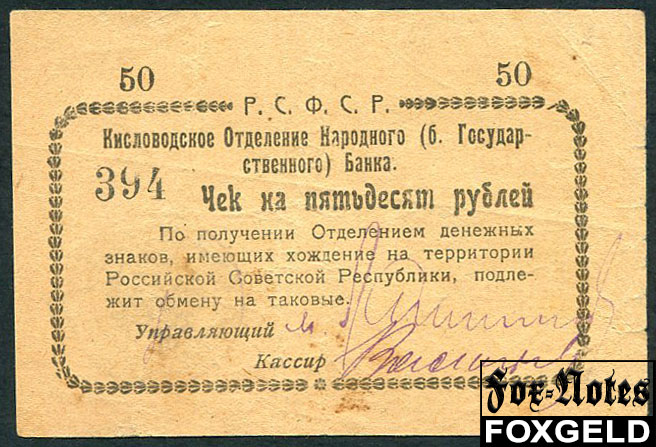 50 50
Р. С. Ф. С. Р.
Кисловодское Отделение Народного (б. Государ-
ственного) Банка.
394 Чек на пятьдесят рублей
По получении Отделением денежных
знаков, имеющих хождение на территории
Российской Советской Республики, подле-
жит обмену на таковые.
Управляющий
Кассир
Fox-Notes
FOXGELD